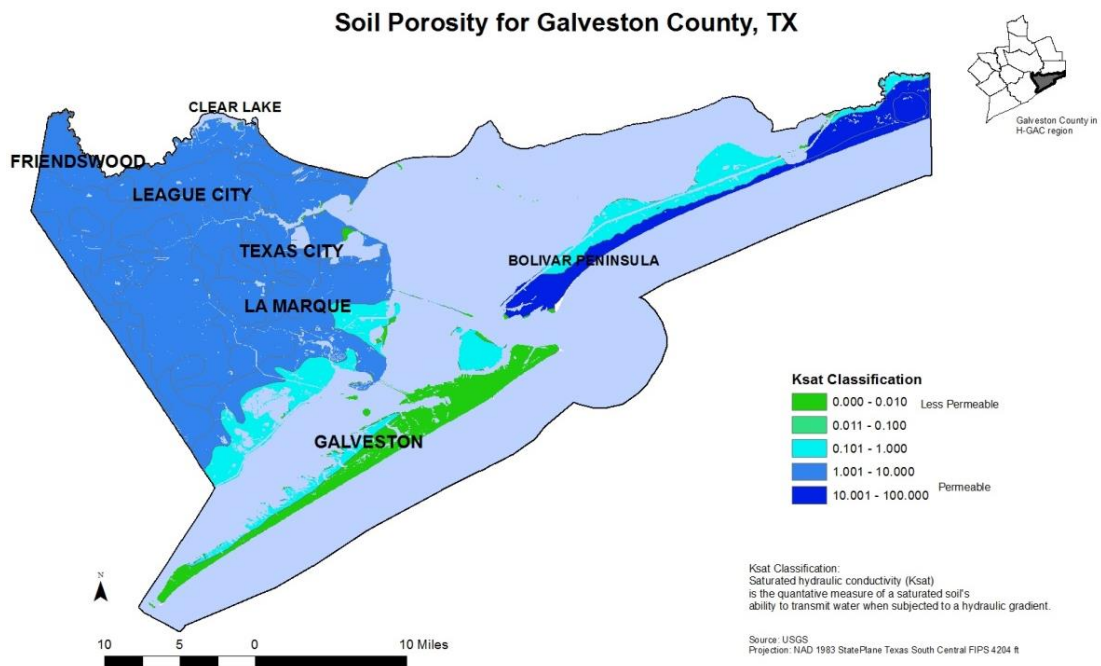 Soil Porosity for Galveston County, TX
Galveston County in
H-GAC region
CLEAR LAKE
FRIENDSWOOD
LEAGUE CITY
TEXAS CITY
BOLIVAR PENINSULA
LA MARQUE
GALVESTON
Ksat Classification
0.000 - 0.010 Less Permeable
0.011 - 0.100
0.101 - 1.000
1.001 - 10.000
10.001 - 100.000 Permeable
N
Ksat Classification:
Saturated hydraulic conductivity (Ksat)
is the quantative measure of a saturated soil's
ability to transmit water when subjected to a hydraulic gradient.
10 5 0 10 Miles
Source: USGS
Projection: NAD 1983 StatePlane Texas South Central FIPS 4204 ft